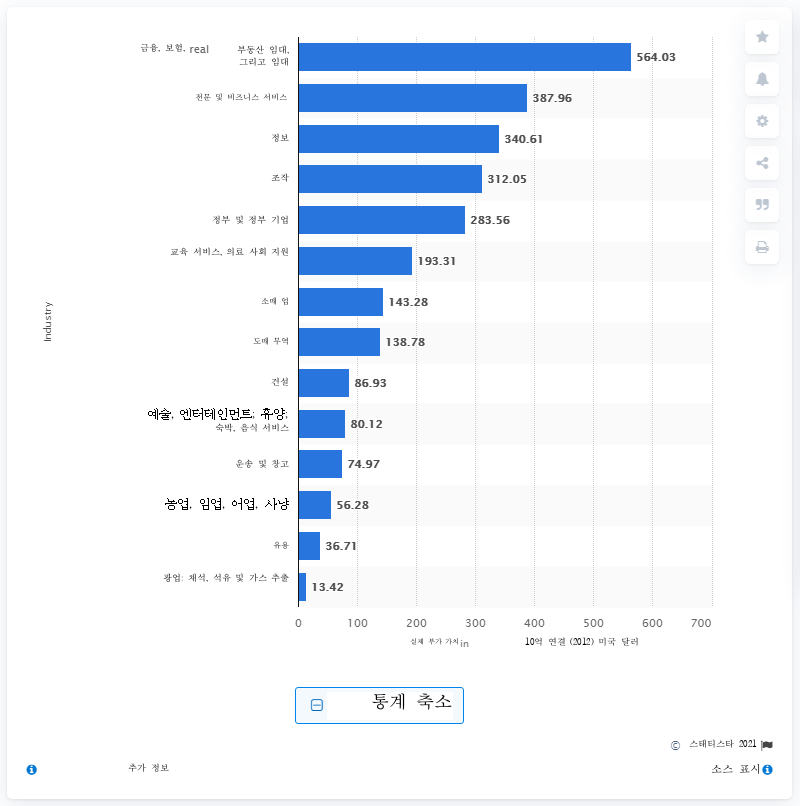 금융, 보험, real 부동산 임대,
그리고 임대
564.03
전문 및 비즈니스 서비스
387.96
정보
340.61
조작
312.05
정부 및 정부 기업
283.56
교육 서비스, 의료 사회 지원
193.31
소매 업
143.28
도매 무역
138.78
건설
86.93
예술, 엔터테인먼트; 휴양;
숙박, 음식 서비스
80.12
운송 및 창고
74.97
농업, 임업, 어업, 사냥
56.28
유용
36.71
광업: 채석, 석유 및 가스 추출
13.42
Industry
0 100 200 300 400 500 600 700
실제 부가 가치 in 10억 연결 (2012) 미국 달러
통계 축소
© 스태티스타 2021
추가 정보
소스 표시